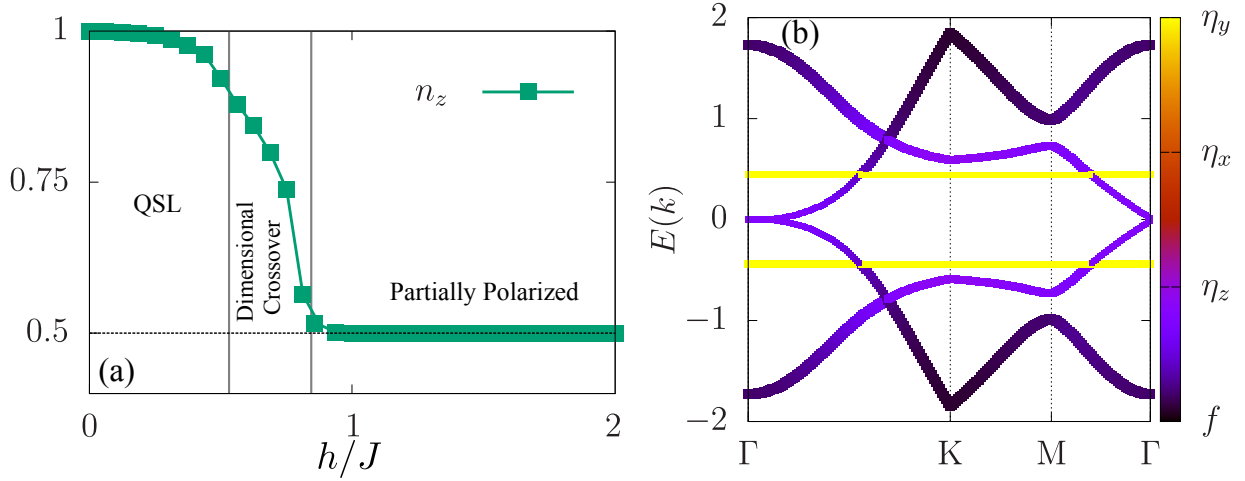 1
0.75
0.5
n_z
QSL
Dimensional
Crossover
Partially Polarized
(a)
0
1
2
h/J
(b)
2
1
0
−1
−2
E(k)
Γ
K
M
Γ
η_y
η_x
η_z
f